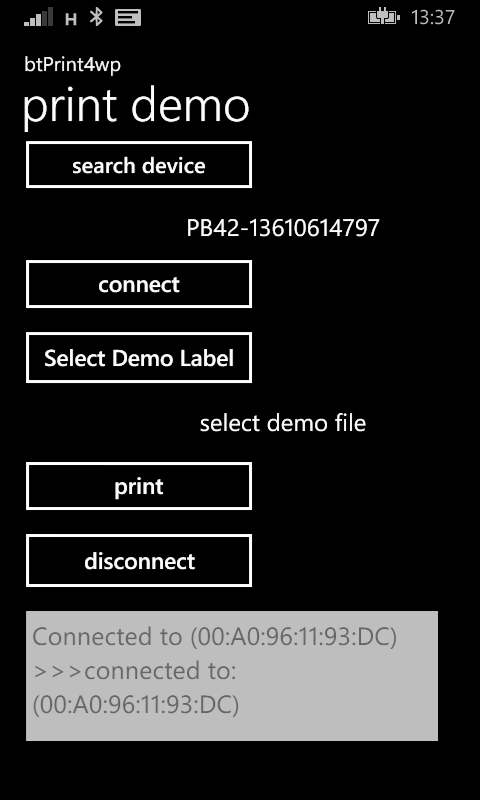 H 13:37
btPrint4wp
print demo
search device
PB42-13610614797
connect
Select Demo Label
select demo file
print
disconnect
Connected to (00:A0:96:11:93:DC)
>>>connected to:
(00:A0:96:11:93:DC)